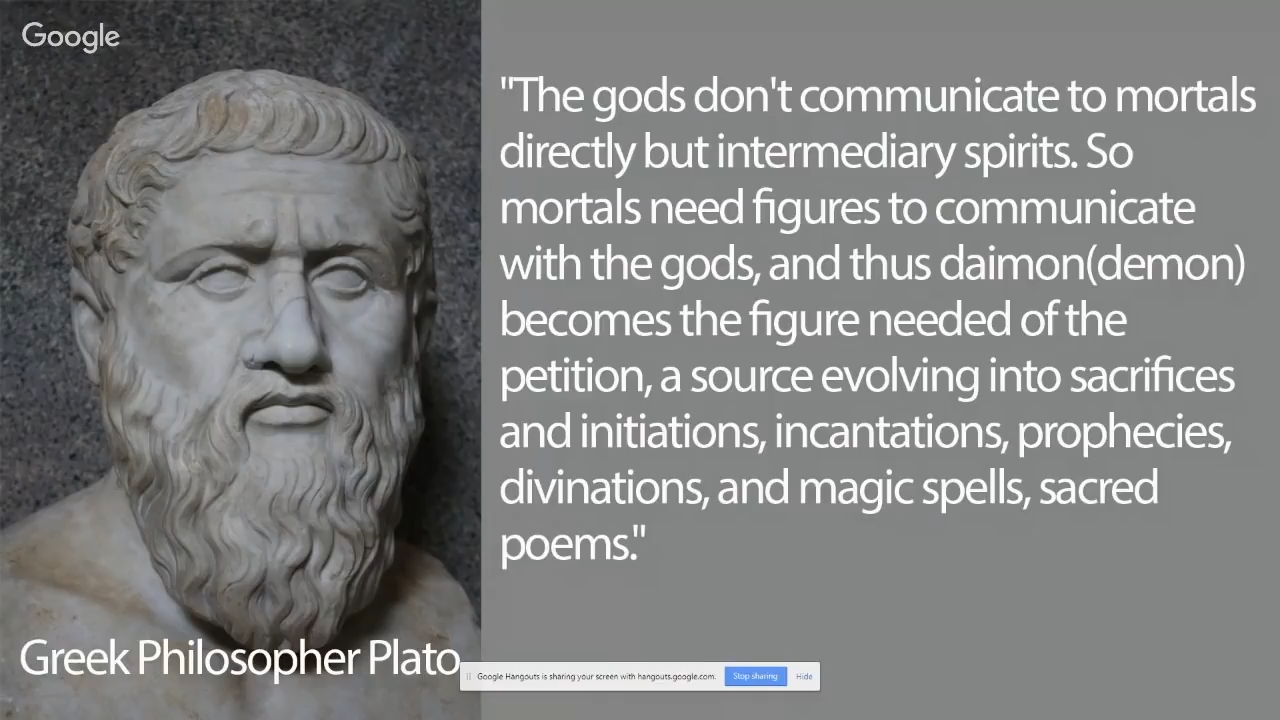 Google
"The gods don't communicate to mortals
directly but intermediary spirits. So
mortals need figures to communicate
with the gods, and thus daimon(demon)
becomes the figure needed of the
petition, a source evolving into sacrifices
and initiations, incantations, prophecies,
divinations, and magic spells, sacred
poems."
Greek Philosopher Plato
Google Hangouts is sharing your screen with hangouts.google.com. Stop sharing Hide